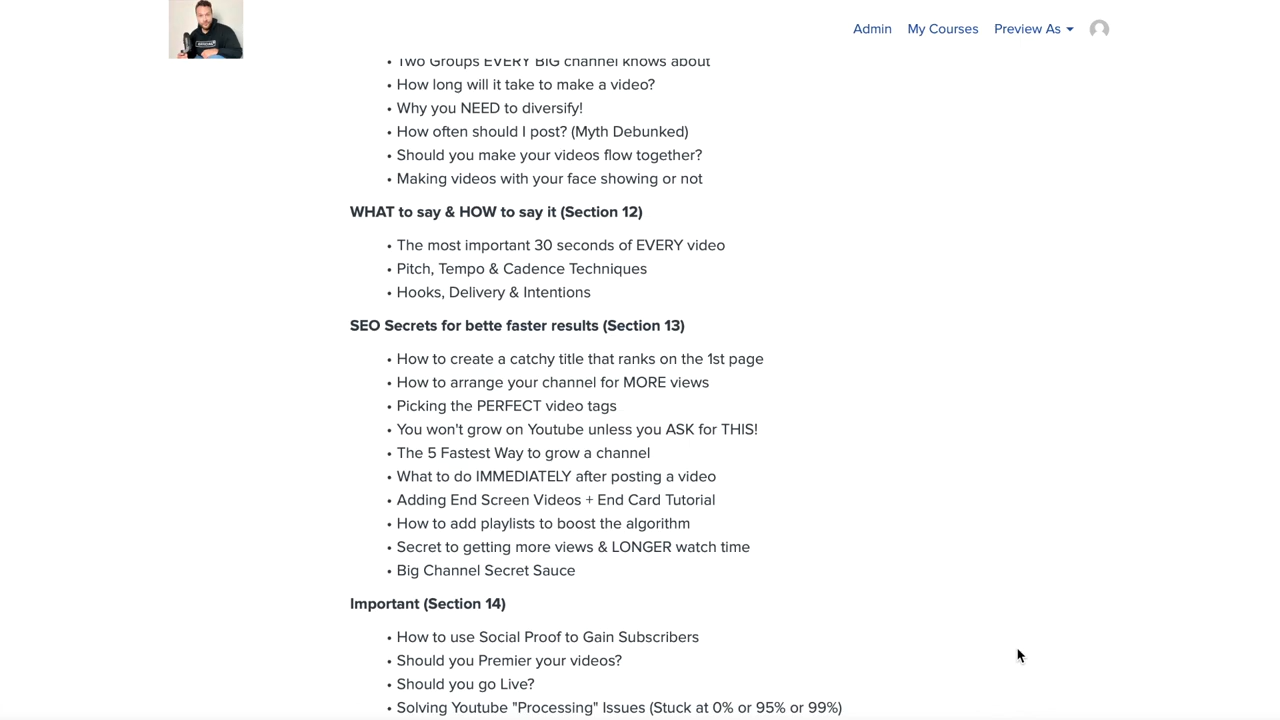 Admin My Courses Preview As
• Two Groups EVERY BIG channel knows about
• How long will it take to make a video?
• Why you NEED to diversify!
• How often should I post? (Myth Debunked)
• Should you make your videos flow together?
• Making videos with your face showing or not
WHAT to say & HOW to say it (Section 12)
• The most important 30 seconds of EVERY video
• Pitch, Tempo & Cadence Techniques
• Hooks, Delivery & Intentions
SEO Secrets for bette faster results (Section 13)
• How to create a catchy title that ranks on the 1st page
• How to arrange your channel for MORE views
• Picking the PERFECT video tags
• You won't grow on Youtube unless you ASK for THIS!
• The 5 Fastest Way to grow a channel
• What to do IMMEDIATELY after posting a video
• Adding End Screen Videos + End Card Tutorial
• How to add playlists to boost the algorithm
• Secret to getting more views & LONGER watch time
• Big Channel Secret Sauce
Important (Section 14)
• How to use Social Proof to Gain Subscribers
• Should you Premier your videos?
• Should you go Live?
• Solving Youtube "Processing" Issues (Stuck at 0% or 95% or 99%)